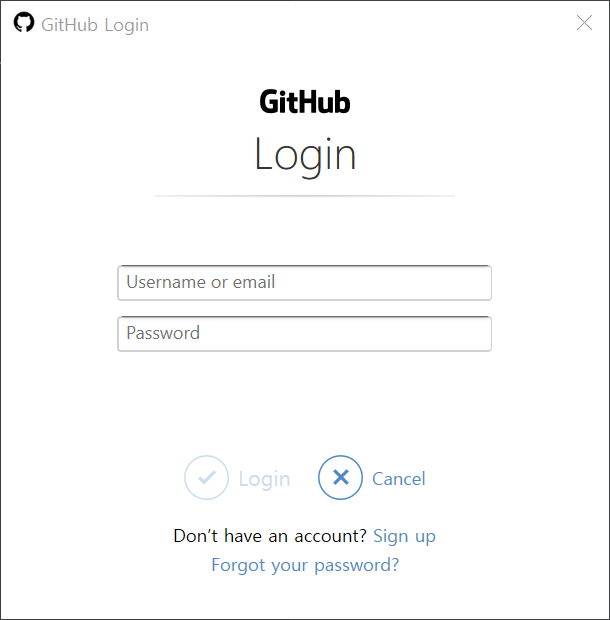 GitHub Login
GitHub
Login
Username or email
Password
Login Cancel
Don't have an account? Sign up
Forgot your password?